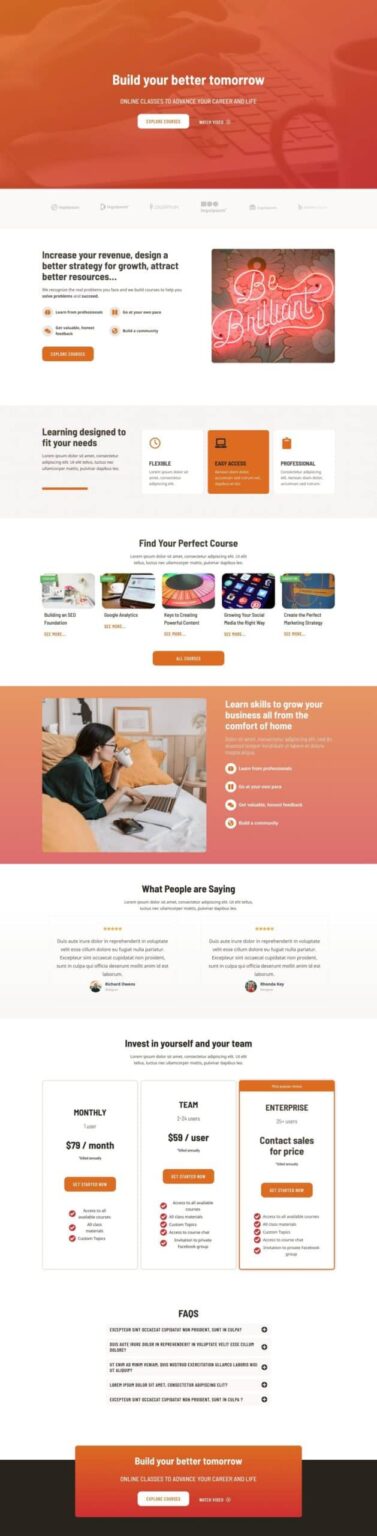 Build your better tomorrow
ONLINE CLASSES TO ADVANCE YOUR CAREER AND LIFE
EXPLORE COURSES
WATCH VIDEO
Increase your revenue, design a
better strategy for growth, attract
better resources...
We recognize the real problems you face and we build courses to help you
solve problems and succeed.
Learn from professionals
Go at your own pace
Get valuable, honest
feedback
Build a community
EXPLORE COURSES
Be
Brilliant
Learning designed to
fit your needs
Lorem ipsum dolor sit amet, consectetur
adipiscing elit. Ut elit tellus, luctus nec
mattis, pulvinar dapibus leo.
FLEXIBLE
Lorem ipsum dolor sit
amet, consectetur
adipiscing elit.
EASY ACCESS
PROFESSIONAL
Find Your Perfect Course
Lorem ipsum dolor sit amet, consectetur adipiscing elit. Ut elit
tellus, luctus nec mattis, pulvinar dapibus leo.
Building an SEO
Foundation
SEE MORE...
Google Analytics
SEE MORE...
Keys to Creating
Powerful Content
SEE MORE...
Growing Your Social
Media the Right Way
SEE MORE...
Create the Perfect
Marketing Strategy
SEE MORE...
ALL COURSES
Learn skills to grow your
business all from the
comfort of home
Learn from professionals
Go at your own pace
Get valuable, honest feedback
Build a community
What People are Saying
Lorem ipsum dolor sit amet, consectetur adipiscing elit. Ut elit
tellus, luctus nec mattis, pulvinar dapibus leo.
Duis aute irure dolor in reprehenderit in voluptate
velit esse cillum dolore eu fugiat nulla pariatur.
Excepteur sint occaecat cupidatat non proident,
sunt in culpa qui officia deserunt mollit anim id est
laborum.
Richard Owens
Duis aute irure dolor in reprehenderit in voluptate
velit esse cillum dolore eu fugiat nulla pariatur.
Excepteur sint occaecat cupidatat non proident,
sunt in culpa qui officia deserunt mollit anim id est
laborum.
Rhonda Key
Invest in yourself and your team
Lorem ipsum dolor sit amet, consectetur adipiscing elit. Ut elit
tellus, luctus nec mattis, pulvinar dapibus leo.
MONTHLY
1 user
$79 / month
*billed annually
GET STARTED NOW
Access to all
available courses
All class
materials
Custom Topics
TEAM
2-24 users
$59 / user
*billed annually
GET STARTED NOW
Access to all available
courses
All class materials
Custom Topics
Access to course chat
Invitation to private
Facebook group
ENTERPRISE
25+ users
Contact sales
for price
*billed annually
GET STARTED NOW
Access to all available courses
All class materials
Custom Topics
Access to course chat
Invitation to private Facebook
group
FAQS
EXCEPTEUR SINT OCCAECAT CUPIDATAT NON PROIDENT, SUNT IN CULPA?
DUIS AUTE IRURE DOLOR IN REPREHENDERIT IN VOLUPTATE VELIT ESSE CILLUM
DOLORE?
UT ENIM AD MINIM VENIAM, QUIS NOSTRUD EXERCITATION ULLAMCO LABORIS NISI
UT ALIQUIP?
LOREM IPSUM DOLOR SIT AMET, CONSECTETUR ADIPISCING ELIT?
EXCEPTEUR SINT OCCAECAT CUPIDATAT NON PROIDENT, SUNT IN CULPA ?
Build your better tomorrow
ONLINE CLASSES TO ADVANCE YOUR CAREER AND LIFE
EXPLORE COURSES
WATCH VIDEO